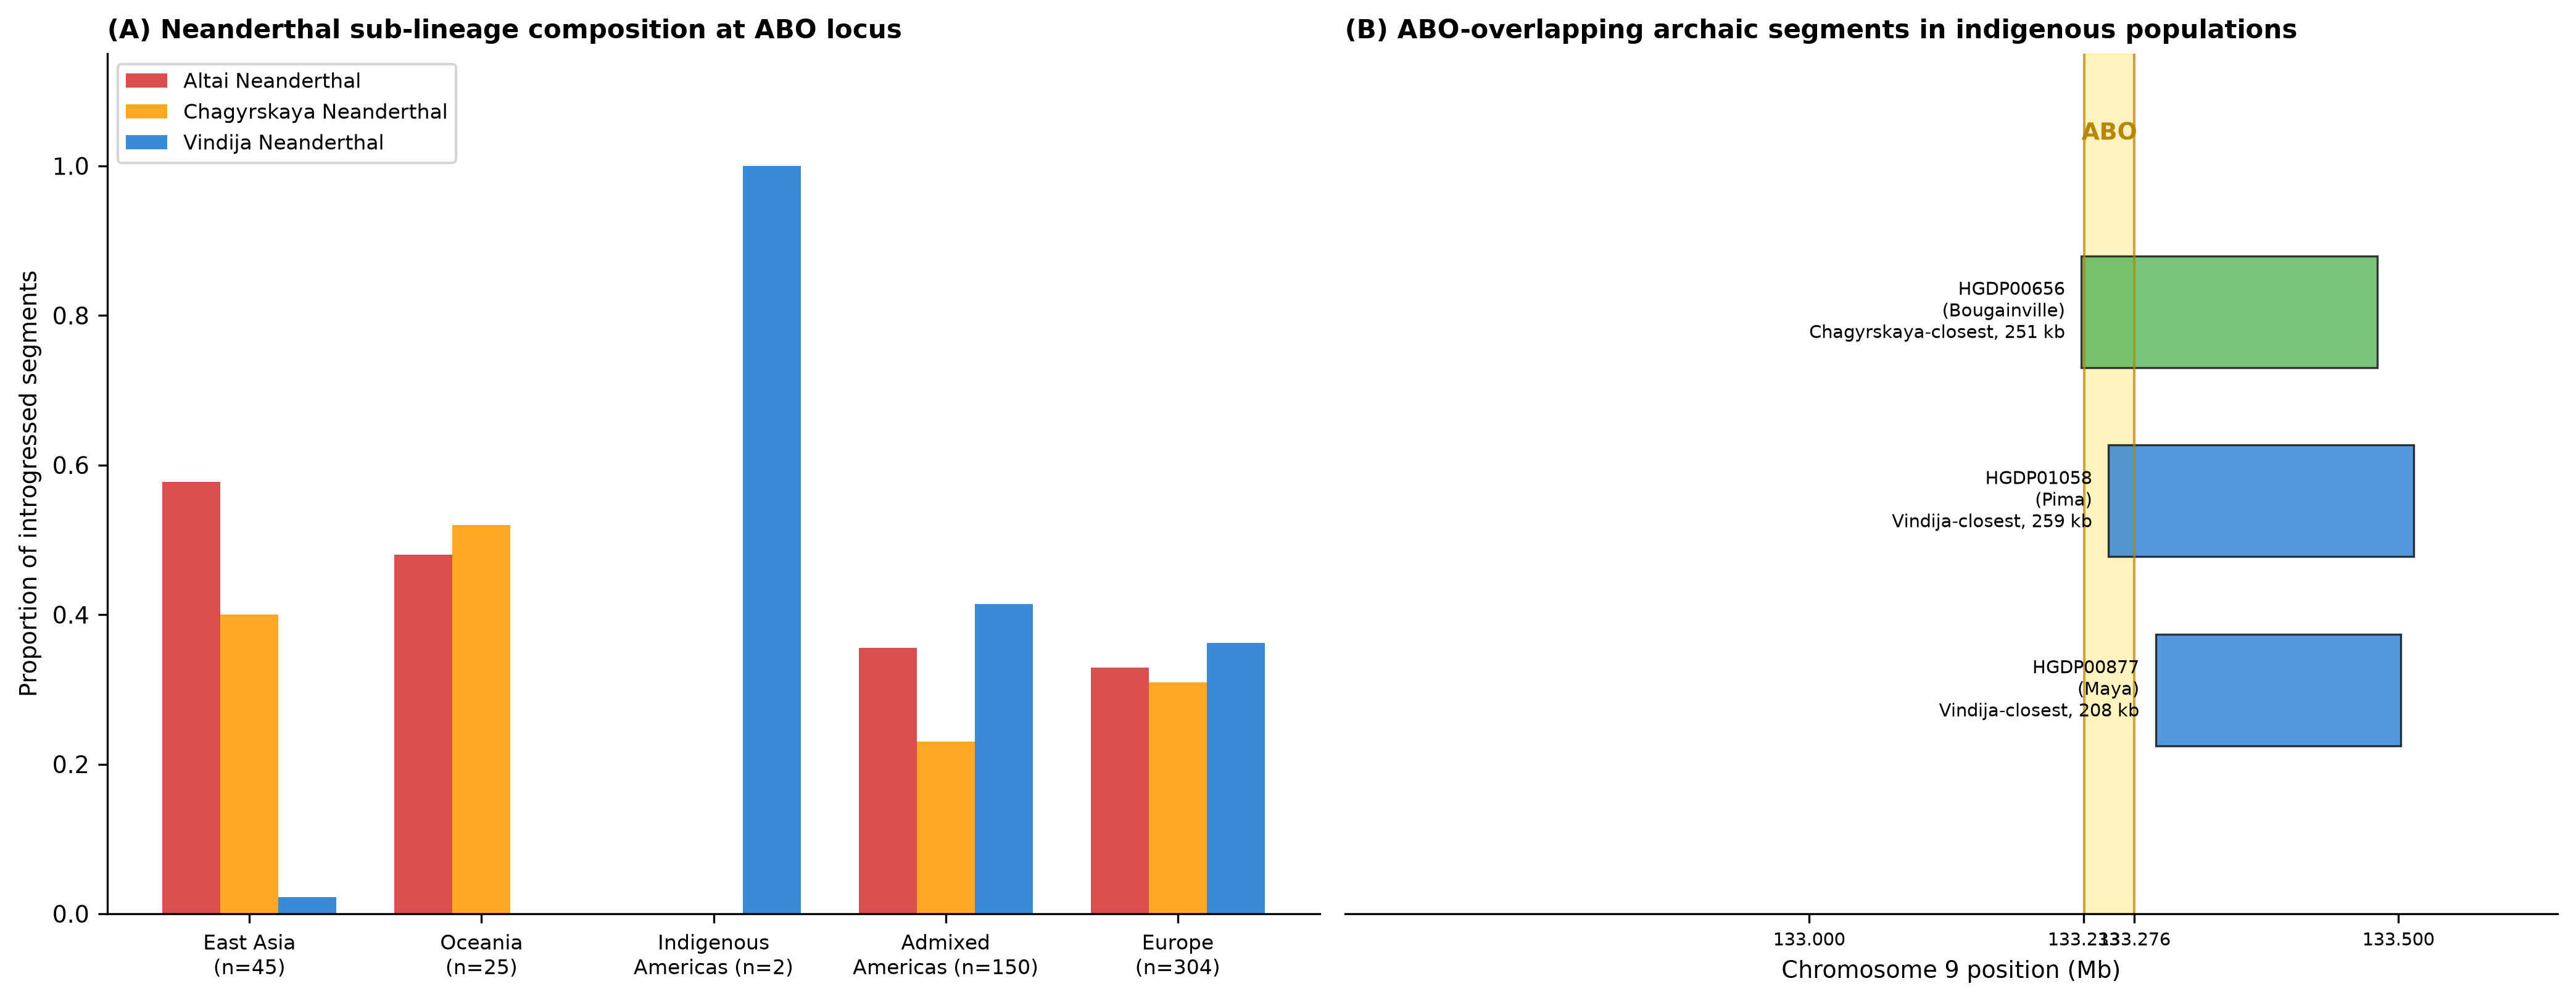 (A) Neanderthal sub-lineage composition at ABO locus
Altai Neanderthal
Chagyrskaya Neanderthal
Vindija Neanderthal
Proportion of introgressed segments
1.0
0.8
0.6
0.4
0.2
0.0
East Asia
(n=45)
Oceania
(n=25)
Indigenous
Americas (n=2)
Admixed
Americas (n=150)
Europe
(n=304)
(B) ABO-overlapping archaic segments in indigenous populations
ABO
HGDP00656
(Bougainville)
Chagyrskaya-closest, 251 kb
HGDP01058
(Pima)
Vindija-closest, 259 kb
HGDP00877
(Maya)
Vindija-closest, 208 kb
133.000
133.276
133.500
Chromosome 9 position (Mb)